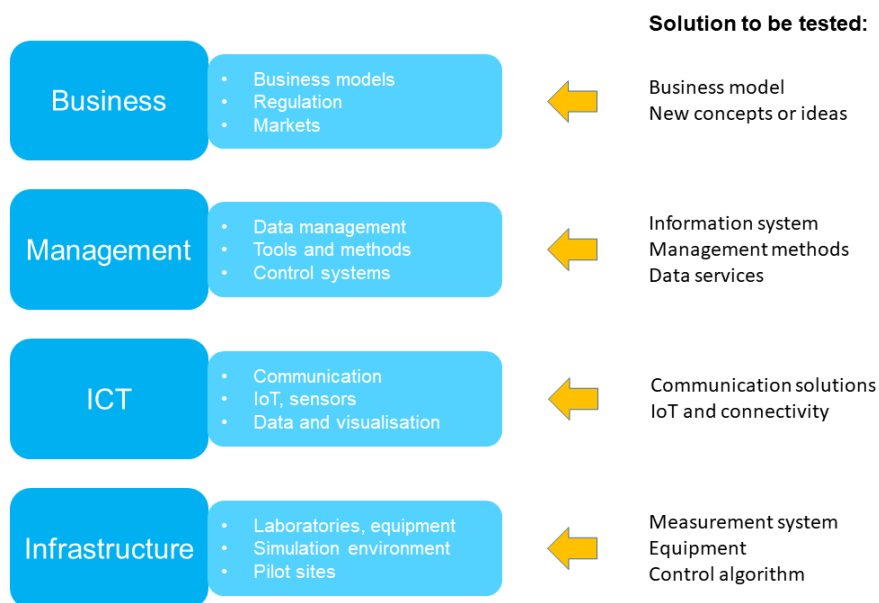 Solution to be tested:
Business
• Business models
• Regulation
• Markets
Business model
New concepts or ideas
Management
• Data management
• Tools and methods
• Control systems
Information system
Management methods
Data services
ICT
• Communication
• IoT, sensors
• Data and visualisation
Communication solutions
IoT and connectivity
Infrastructure
• Laboratories, equipment
• Simulation environment
• Pilot sites
Measurement system
Equipment
Control algorithm